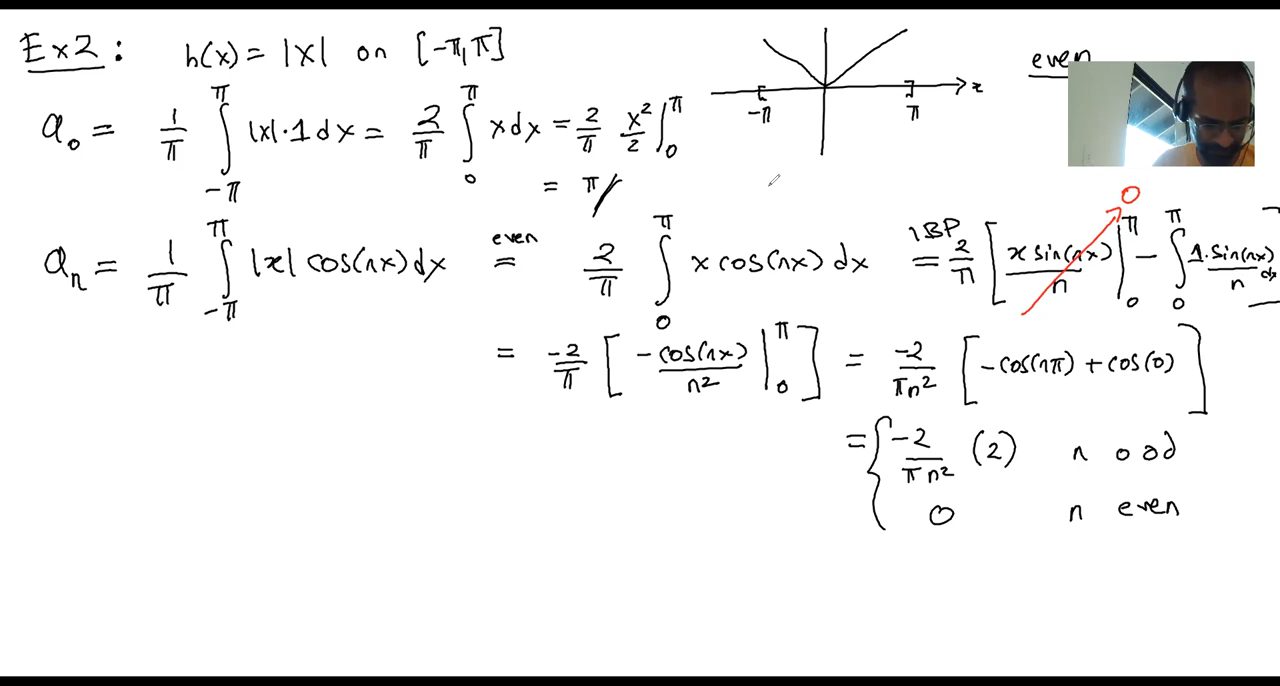 Ex2: h(x) = |x| on [-π, π]
even
-π π x
a₀ = 1/π ∫_{-π}^{π} |x|·1 dx = 2/π ∫_0^π x dx = 2/π x²/2 |_0^π
= π
aₙ = 1/π ∫_{-π}^{π} |x| cos(nx) dx =^{even} 2/π ∫_0^π x cos(nx) dx =^{IBP} 2/π [ x sin(nx)/n |_0^π - ∫_0^π 1·sin(nx)/n dx ]
0
= -2/π [ -cos(nx)/n² |_0^π ] = -2/πn² [ -cos(nπ) + cos(0) ]
= { -2/πn² (2) n odd
0 n even